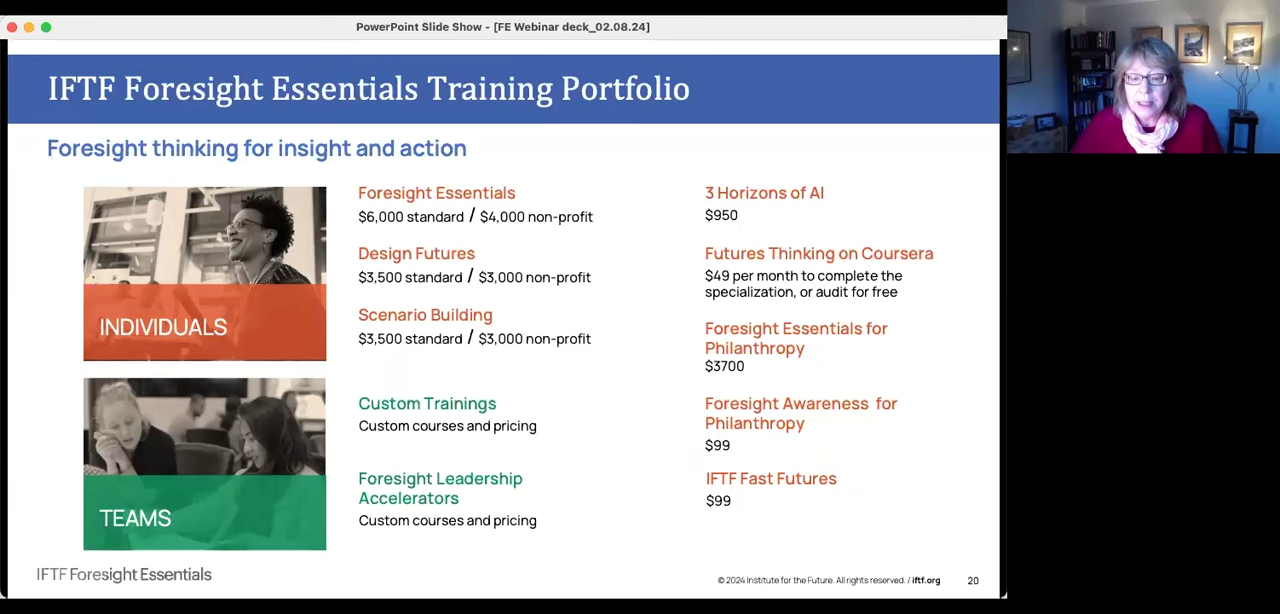 PowerPoint Slide Show - [FE Webinar deck_02.08.24]
IFTF Foresight Essentials Training Portfolio
Foresight thinking for insight and action
INDIVIDUALS
Foresight Essentials
$6,000 standard / $4,000 non-profit
Design Futures
$3,500 standard / $3,000 non-profit
Scenario Building
$3,500 standard / $3,000 non-profit
TEAMS
Custom Trainings
Custom courses and pricing
Foresight Leadership
Accelerators
Custom courses and pricing
3 Horizons of AI
$950
Futures Thinking on Coursera
$49 per month to complete the
specialization, or audit for free
Foresight Essentials for
Philanthropy
$3700
Foresight Awareness for
Philanthropy
$99
IFTF Fast Futures
$99
IFTF Foresight Essentials
© 2024 Institute for the Future. All rights reserved. / iftf.org
20